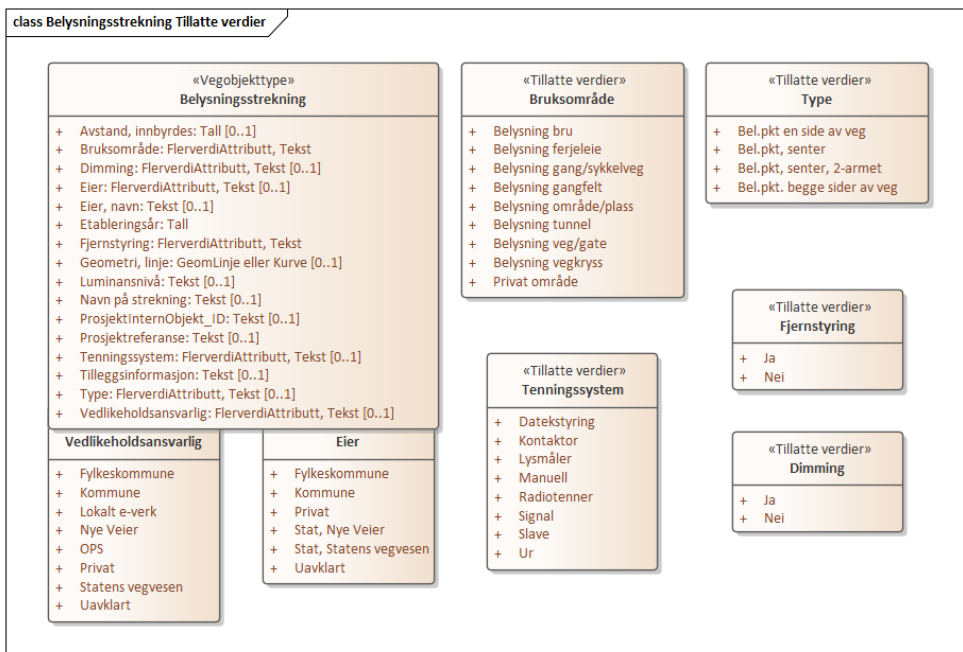 class Belysningsstrekning Tillatte verdier
«Vegobjekttype»
Belysningsstrekning
+ Avstand, innbyrdes: Tall [0..1]
+ Bruksområde: FlerverdiAttributt, Tekst
+ Dimming: FlerverdiAttributt, Tekst [0..1]
+ Eier: FlerverdiAttributt, Tekst [0..1]
+ Eier, navn: Tekst [0..1]
+ Etableringsår: Tall
+ Fjernstyring: FlerverdiAttributt, Tekst
+ Geometri, linje: GeomLinje eller Kurve [0..1]
+ Luminansnivå: Tekst [0..1]
+ Navn på strekning: Tekst [0..1]
+ ProsjektInternObjekt_ID: Tekst [0..1]
+ Prosjektreferanse: Tekst [0..1]
+ Tenningssystem: FlerverdiAttributt, Tekst [0..1]
+ Tilleggsinformasjon: Tekst [0..1]
+ Type: FlerverdiAttributt, Tekst [0..1]
+ Vedlikeholdsansvarlig: FlerverdiAttributt, Tekst [0..1]
«Tillatte verdier»
Bruksområde
+ Belysning bru
+ Belysning ferjeleie
+ Belysning gang/sykkelveg
+ Belysning gangfelt
+ Belysning område/plass
+ Belysning tunnel
+ Belysning veg/gate
+ Belysning vegkryss
+ Privat område
«Tillatte verdier»
Type
+ Bel.pkt en side av veg
+ Bel.pkt, senter
+ Bel.pkt, senter, 2-armet
+ Bel.pkt. begge sider av veg
«Tillatte verdier»
Fjernstyring
+ Ja
+ Nei
«Tillatte verdier»
Tenningssystem
+ Datekstyring
+ Kontaktor
+ Lysmåler
+ Manuell
+ Radiotenner
+ Signal
+ Slave
+ Ur
«Tillatte verdier»
Dimming
+ Ja
+ Nei
Vedlikeholdsansvarlig
+ Fylkeskommune
+ Kommune
+ Lokalt e-verk
+ Nye Veier
+ OPS
+ Privat
+ Statens vegvesen
+ Uavklart
Eier
+ Fylkeskommune
+ Kommune
+ Privat
+ Stat, Nye Veier
+ Stat, Statens vegvesen
+ Uavklart